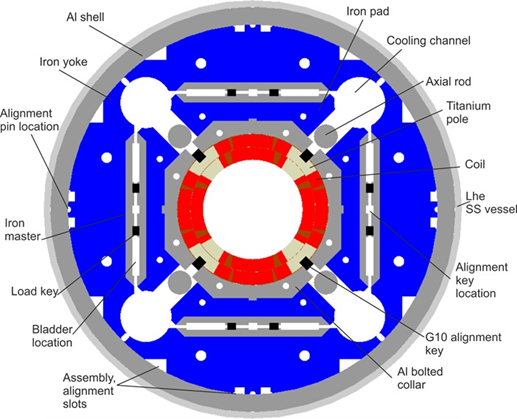 Al shell
Iron pad
Cooling channel
Iron yoke
Axial rod
Alignment
pin location
Titanium
pole
Coil
Lhe
SS vessel
Iron
master
Alignment
key
location
Load key
Bladder
location
G10 alignment
key
Al bolted
collar
Assembly,
alignment
slots